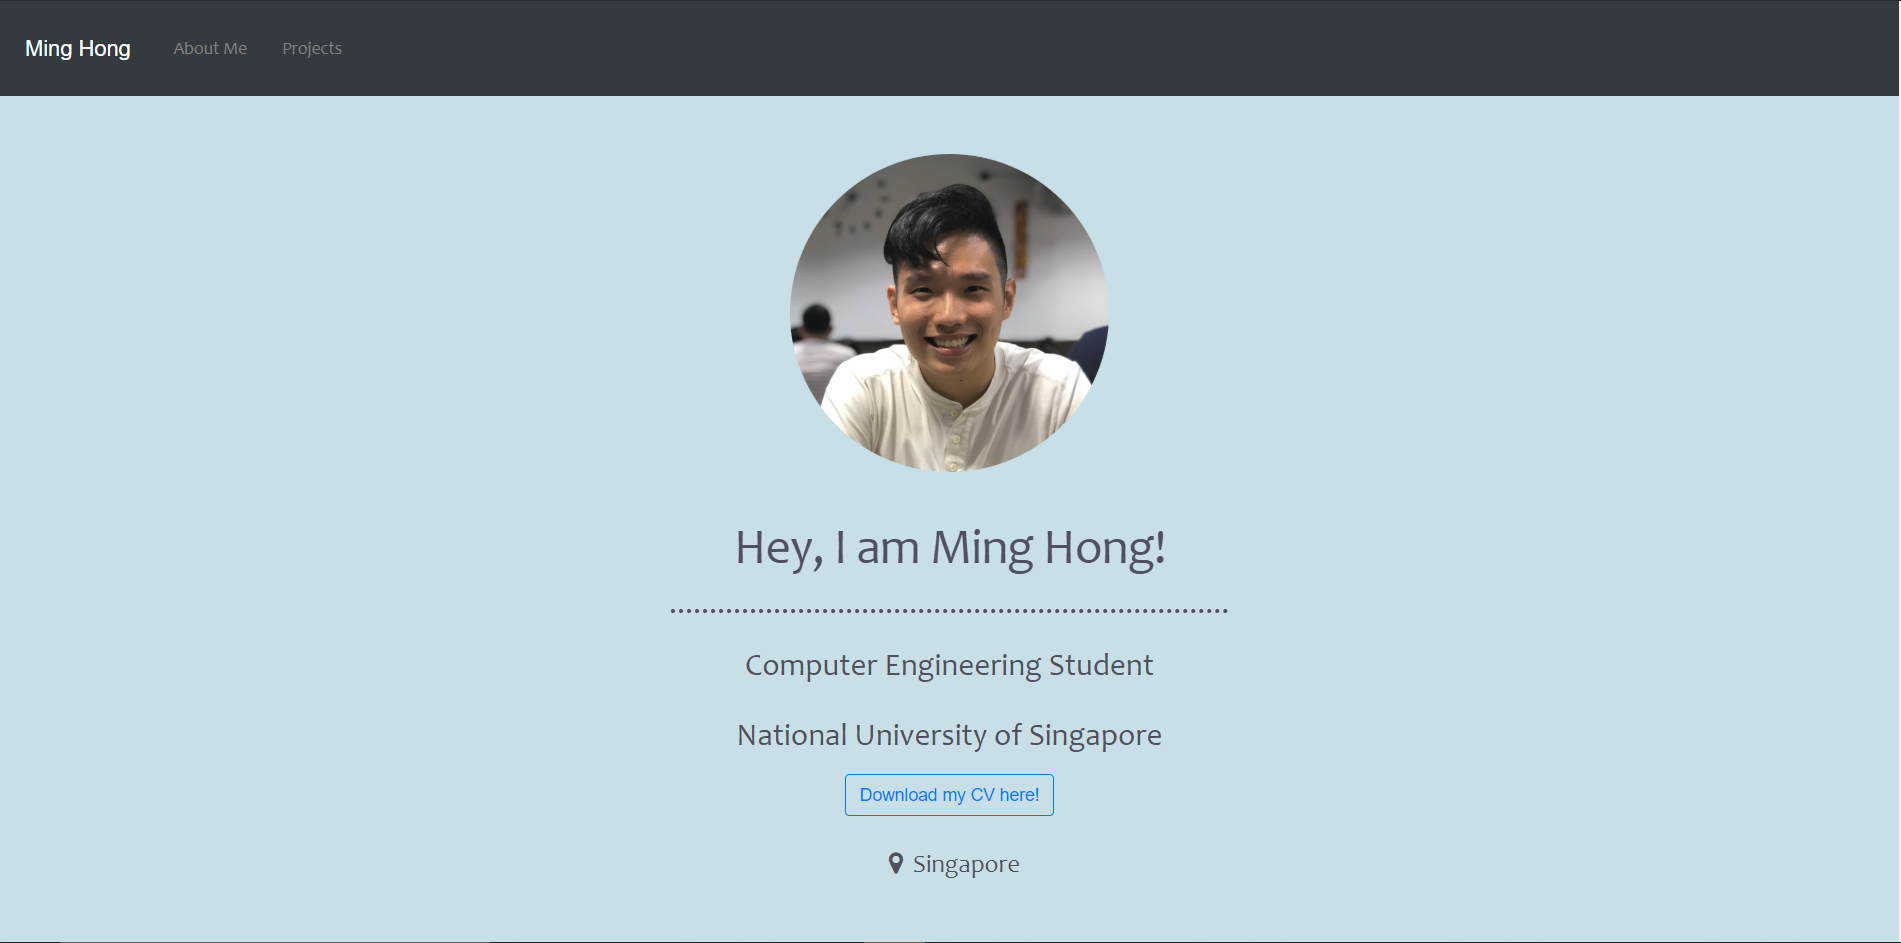 Ming Hong About Me Projects
Hey, I am Ming Hong!
Computer Engineering Student
National University of Singapore
Download my CV here!
Singapore